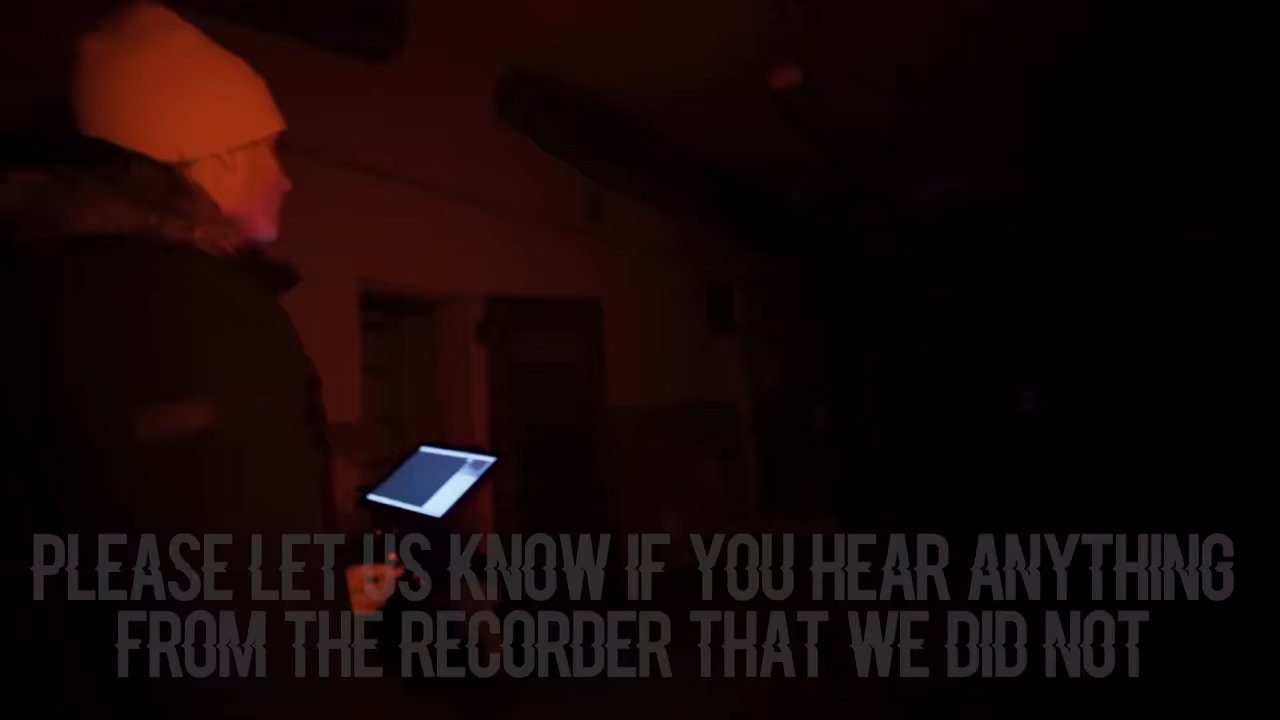 PLEASE LET US KNOW IF YOU HEAR ANYTHING
FROM THE RECORDER THAT WE DID NOT